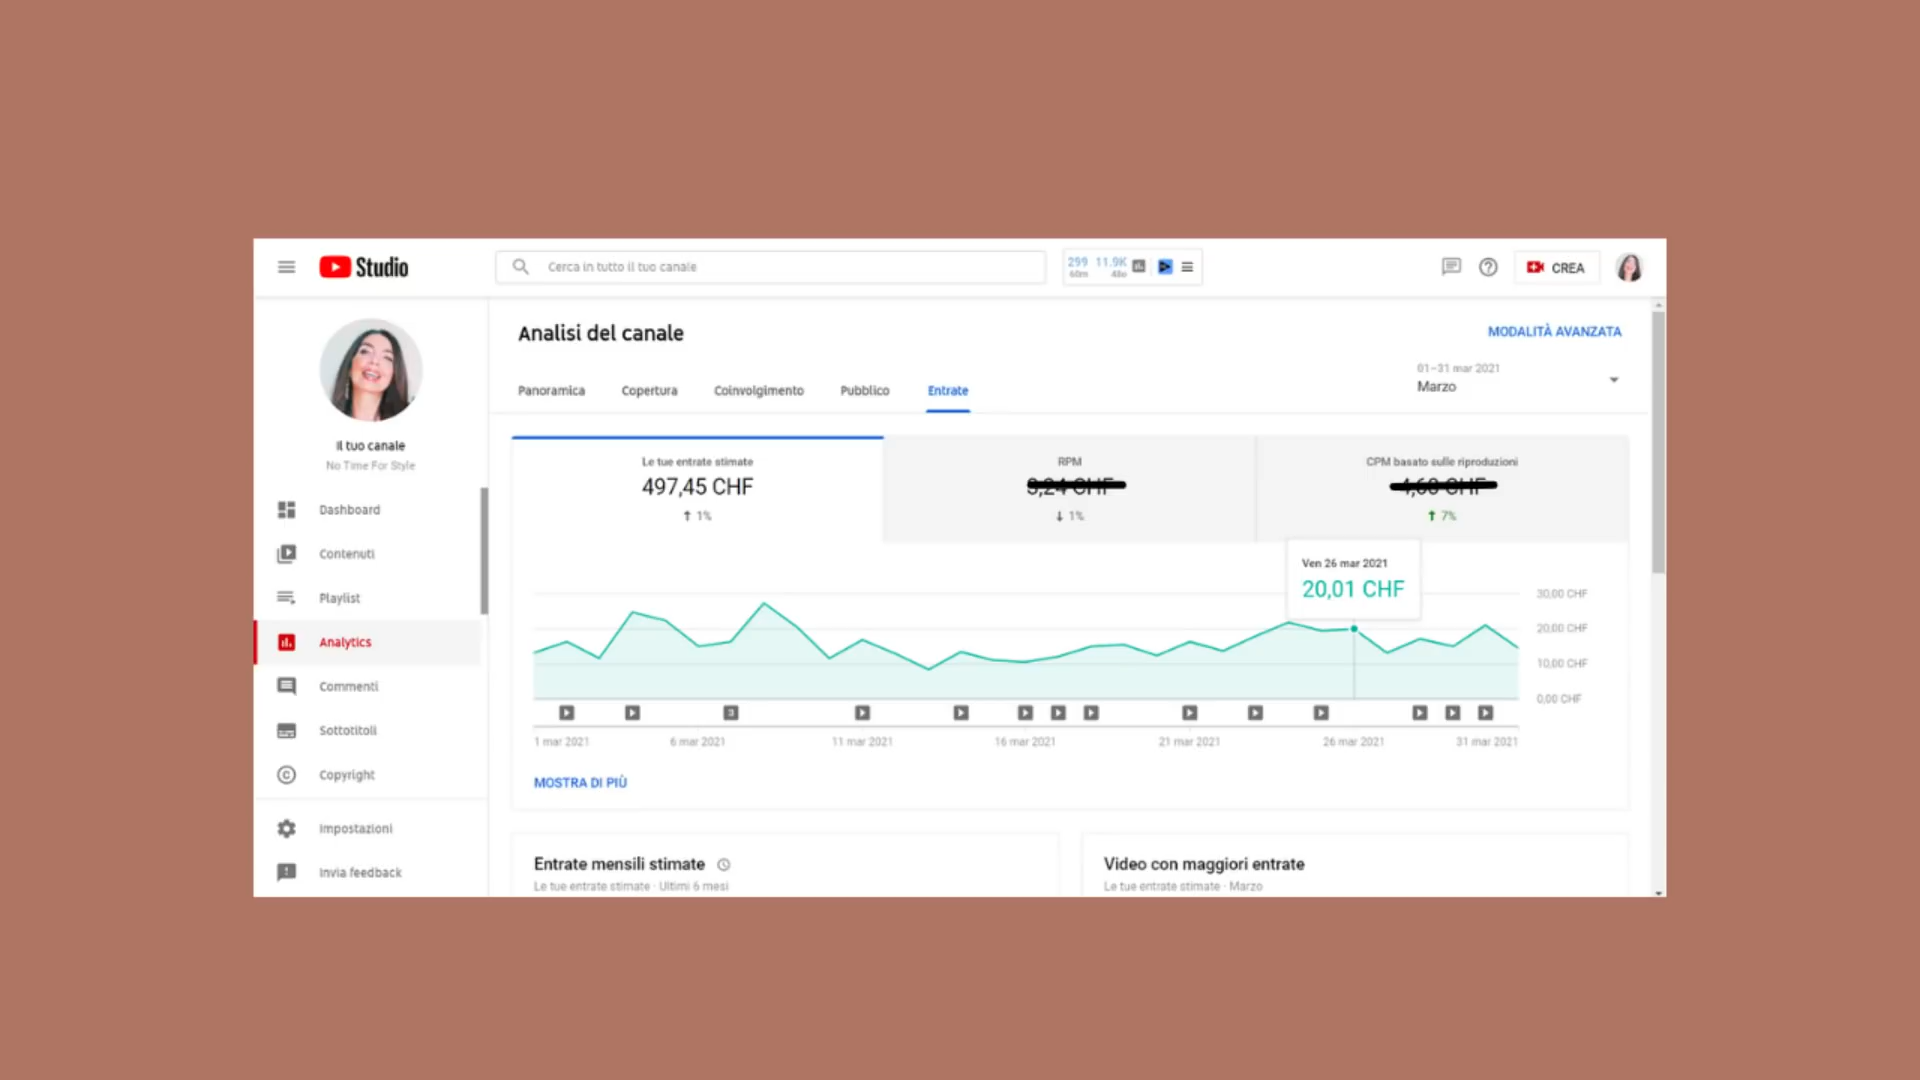 Studio
Cerca in tutto il tuo canale
299 11.9K
60m 48o
CREA
Analisi del canale
MODALITÀ AVANZATA
01–31 mar 2021
Marzo
Panoramica Copertura Coinvolgimento Pubblico Entrate
Il tuo canale
No Time For Style
Dashboard
Contenuti
Playlist
Analytics
Commenti
Sottotitoli
Copyright
Impostazioni
Invia feedback
Le tue entrate stimate
497,45 CHF
↑ 1%
RPM
↓ 1%
CPM basato sulle riproduzioni
↑ 7%
Ven 26 mar 2021
20,01 CHF
30,00 CHF
20,00 CHF
10,00 CHF
0,00 CHF
3
1 mar 2021 6 mar 2021 11 mar 2021 16 mar 2021 21 mar 2021 26 mar 2021 31 mar 2021
MOSTRA DI PIÙ
Entrate mensili stimate
Le tue entrate stimate · Ultimi 6 mesi
Video con maggiori entrate
Le tue entrate stimate · Marzo